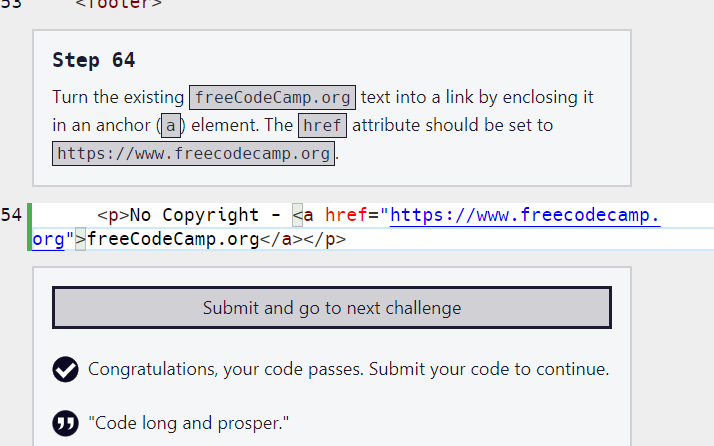 53 <footer>
Step 64
Turn the existing freeCodeCamp.org text into a link by enclosing it
in an anchor (a) element. The href attribute should be set to
https://www.freecodecamp.org.
54 <p>No Copyright - <a href="https://www.freecodecamp.
org">freeCodeCamp.org</a></p>
Submit and go to next challenge
Congratulations, your code passes. Submit your code to continue.
"Code long and prosper."